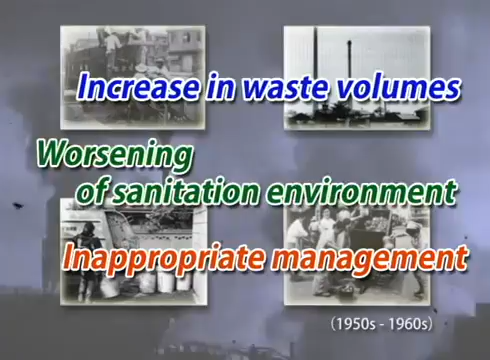 Increase in waste volumes
Worsening
of sanitation environment
Inappropriate management
(1950s - 1960s)